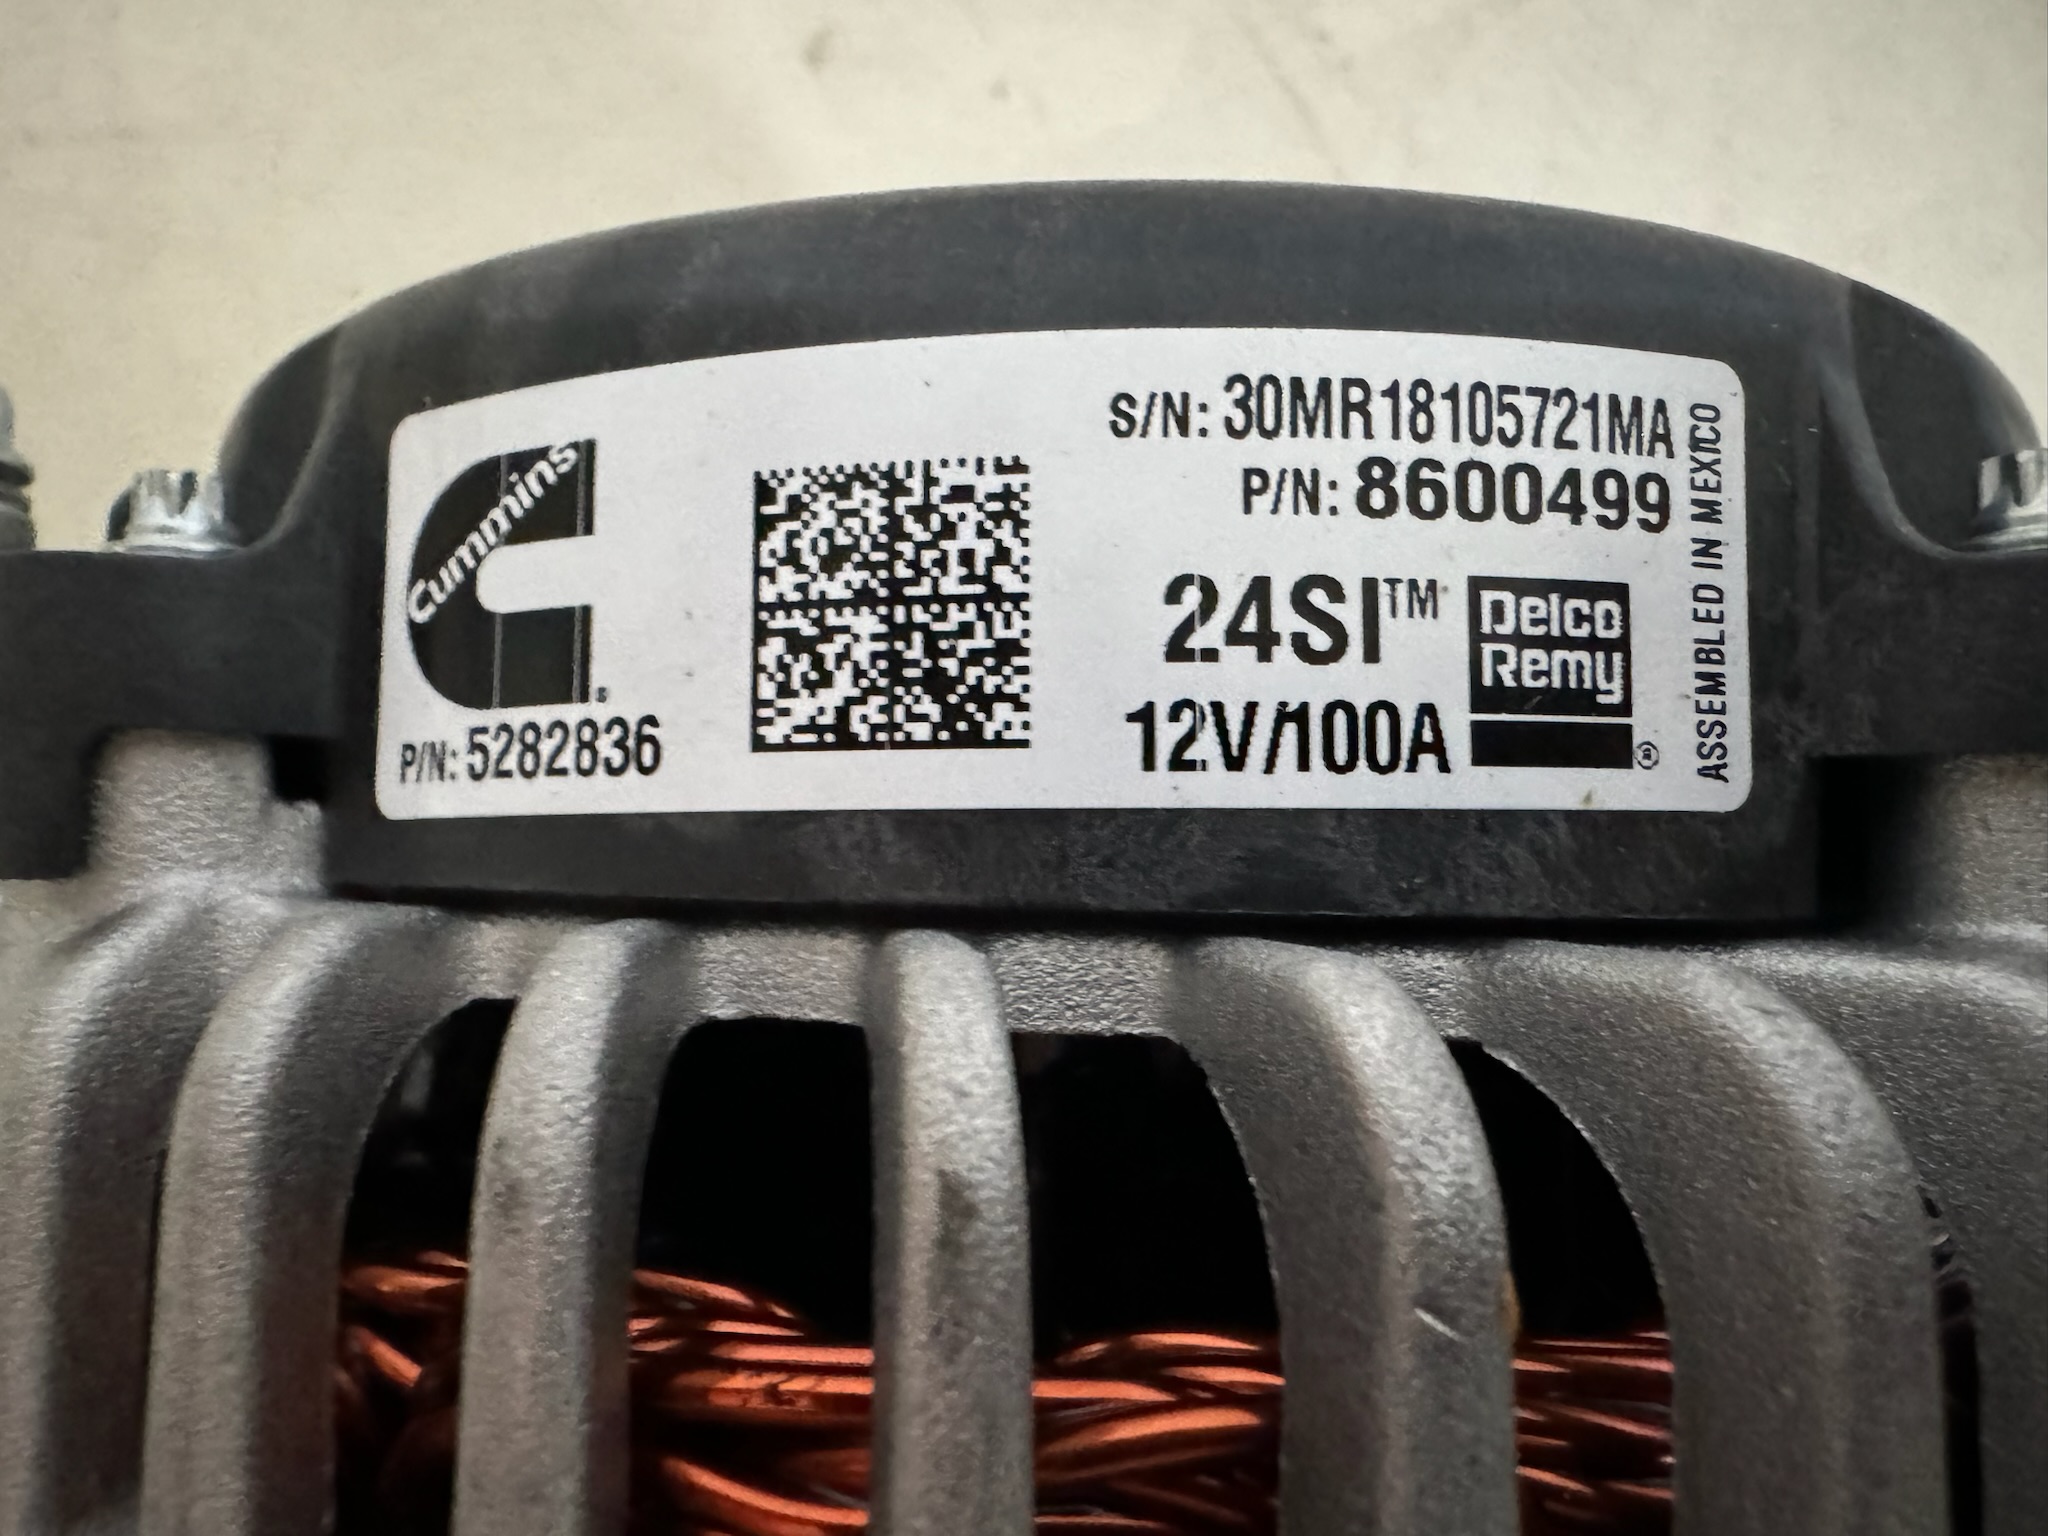 Cummins
P/N: 5282836
S/N: 30MR18105721MA
P/N: 8600499
24SI™
12V/100A
Delco
Remy
®
ASSEMBLED IN MEXICO